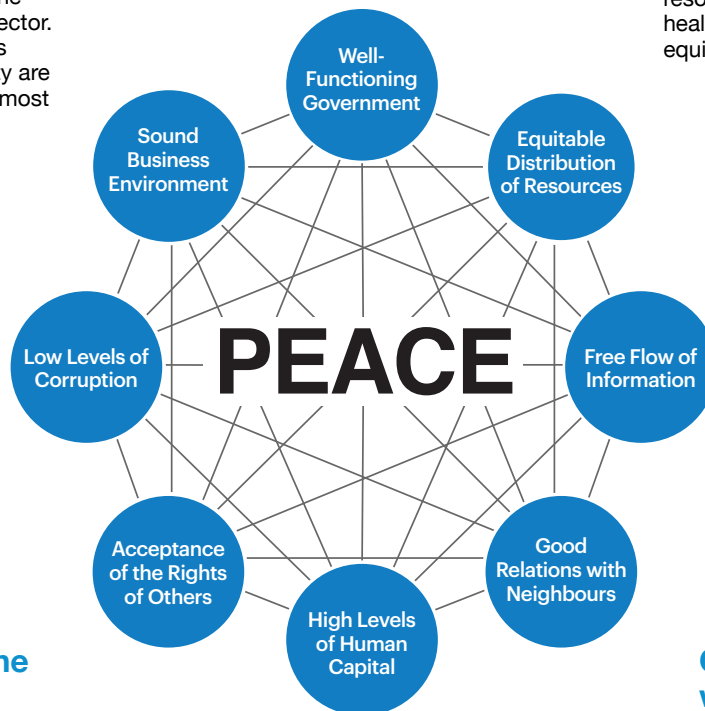 ector.
s
y are
most
reso
heal
equi
Well-
Functioning
Government
Equitable
Distribution
of Resources
Free Flow of
Information
Good
Relations with
Neighbours
High Levels
of Human
Capital
Acceptance
of the Rights
of Others
Low Levels of
Corruption
Sound
Business
Environment
PEACE
ne